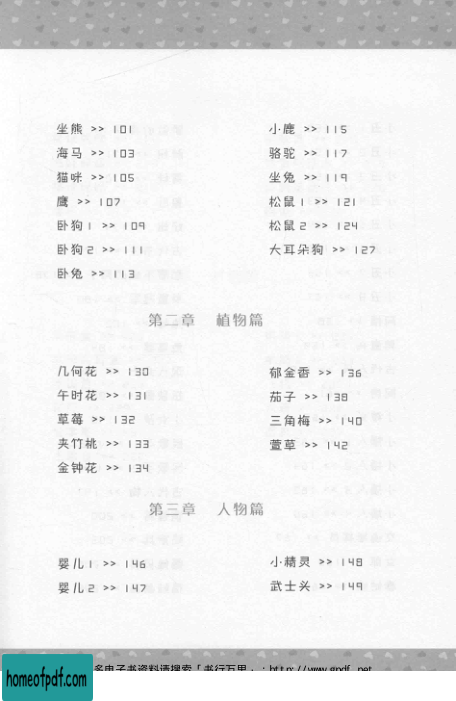 坐熊 >> 101
海马 >> 103
猫咪 >> 105
鹰 >> 107
卧狗1 >> 109
卧狗2 >> 111
卧兔 >> 113
小鹿 >> 115
骆驼 >> 117
坐兔 >> 119
松鼠1 >> 121
松鼠2 >> 124
大耳朵狗 >> 127
第二章 植物篇
几何花 >> 130
午时花 >> 131
草莓 >> 132
夹竹桃 >> 133
金钟花 >> 134
郁金香 >> 136
茄子 >> 138
三角梅 >> 140
萱草 >> 142
第三章 人物篇
婴儿1 >> 146
婴儿2 >> 147
小精灵 >> 148
武士头 >> 149
多电子书资料请搜索「书行万里」：http://www.gpdf.net
homeofpdf.com